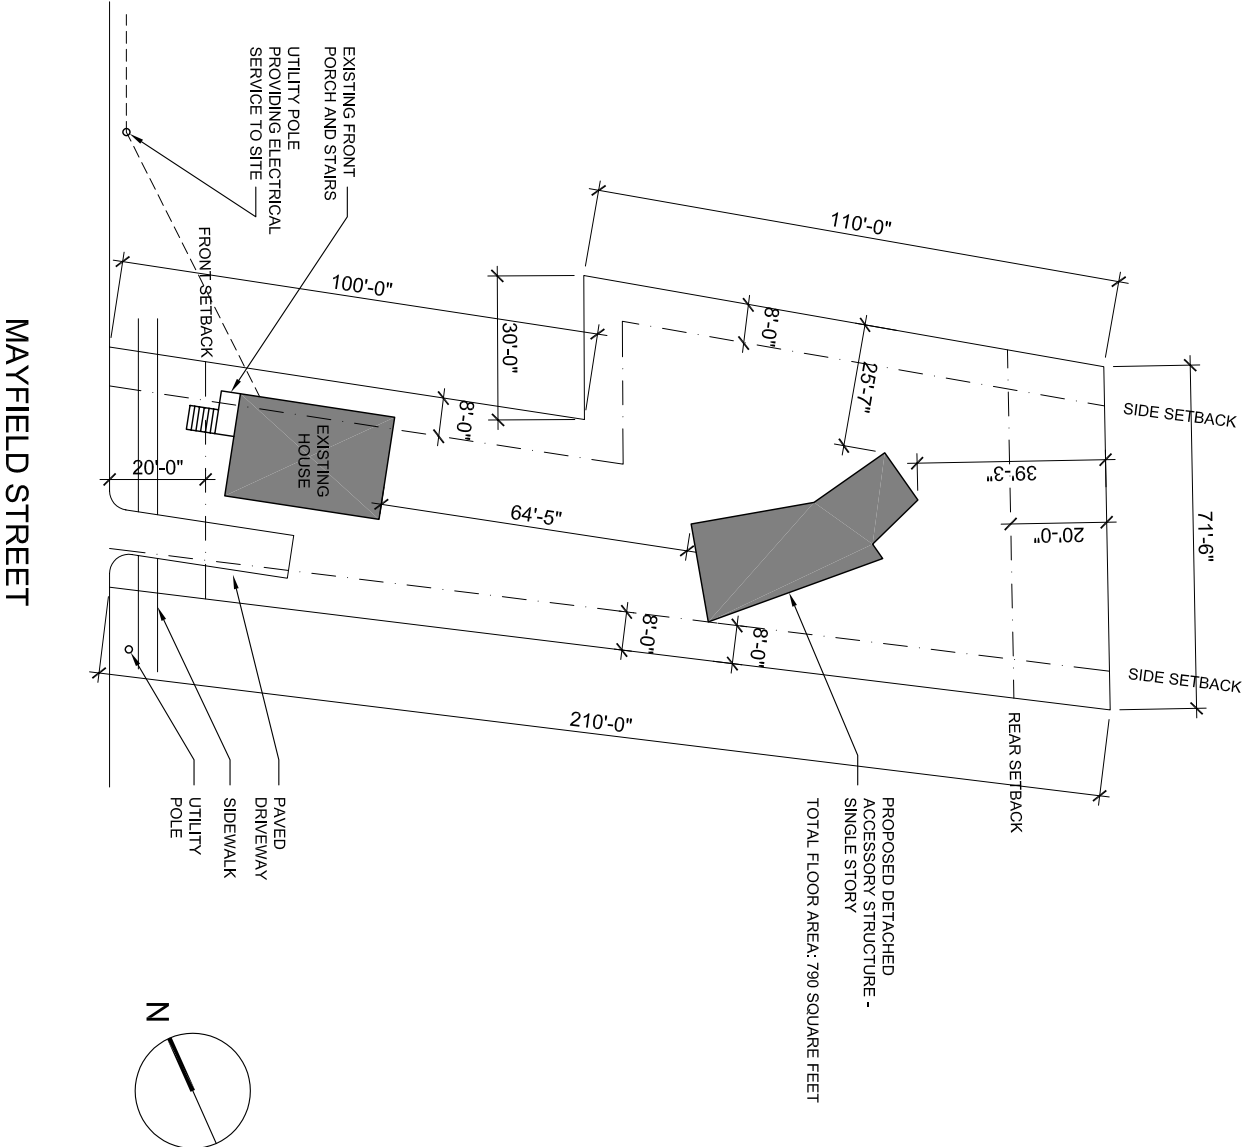 MAYFIELD STREET
EXISTING FRONT
PORCH AND STAIRS
UTILITY POLE
PROVIDING ELECTRICAL
SERVICE TO SITE
FRONT SETBACK
110'-0"
100'-0"
30'-0"
8'-0"
8'-0"
25'-7"
SIDE SETBACK
39'-3"
20'-0"
71'-6"
EXISTING
HOUSE
20'-0"
64'-5"
8'-0"
8'-0"
SIDE SETBACK
210'-0"
REAR SETBACK
PAVED
DRIVEWAY
SIDEWALK
UTILITY
POLE
PROPOSED DETACHED
ACCESSORY STRUCTURE -
SINGLE STORY
TOTAL FLOOR AREA: 790 SQUARE FEET
N